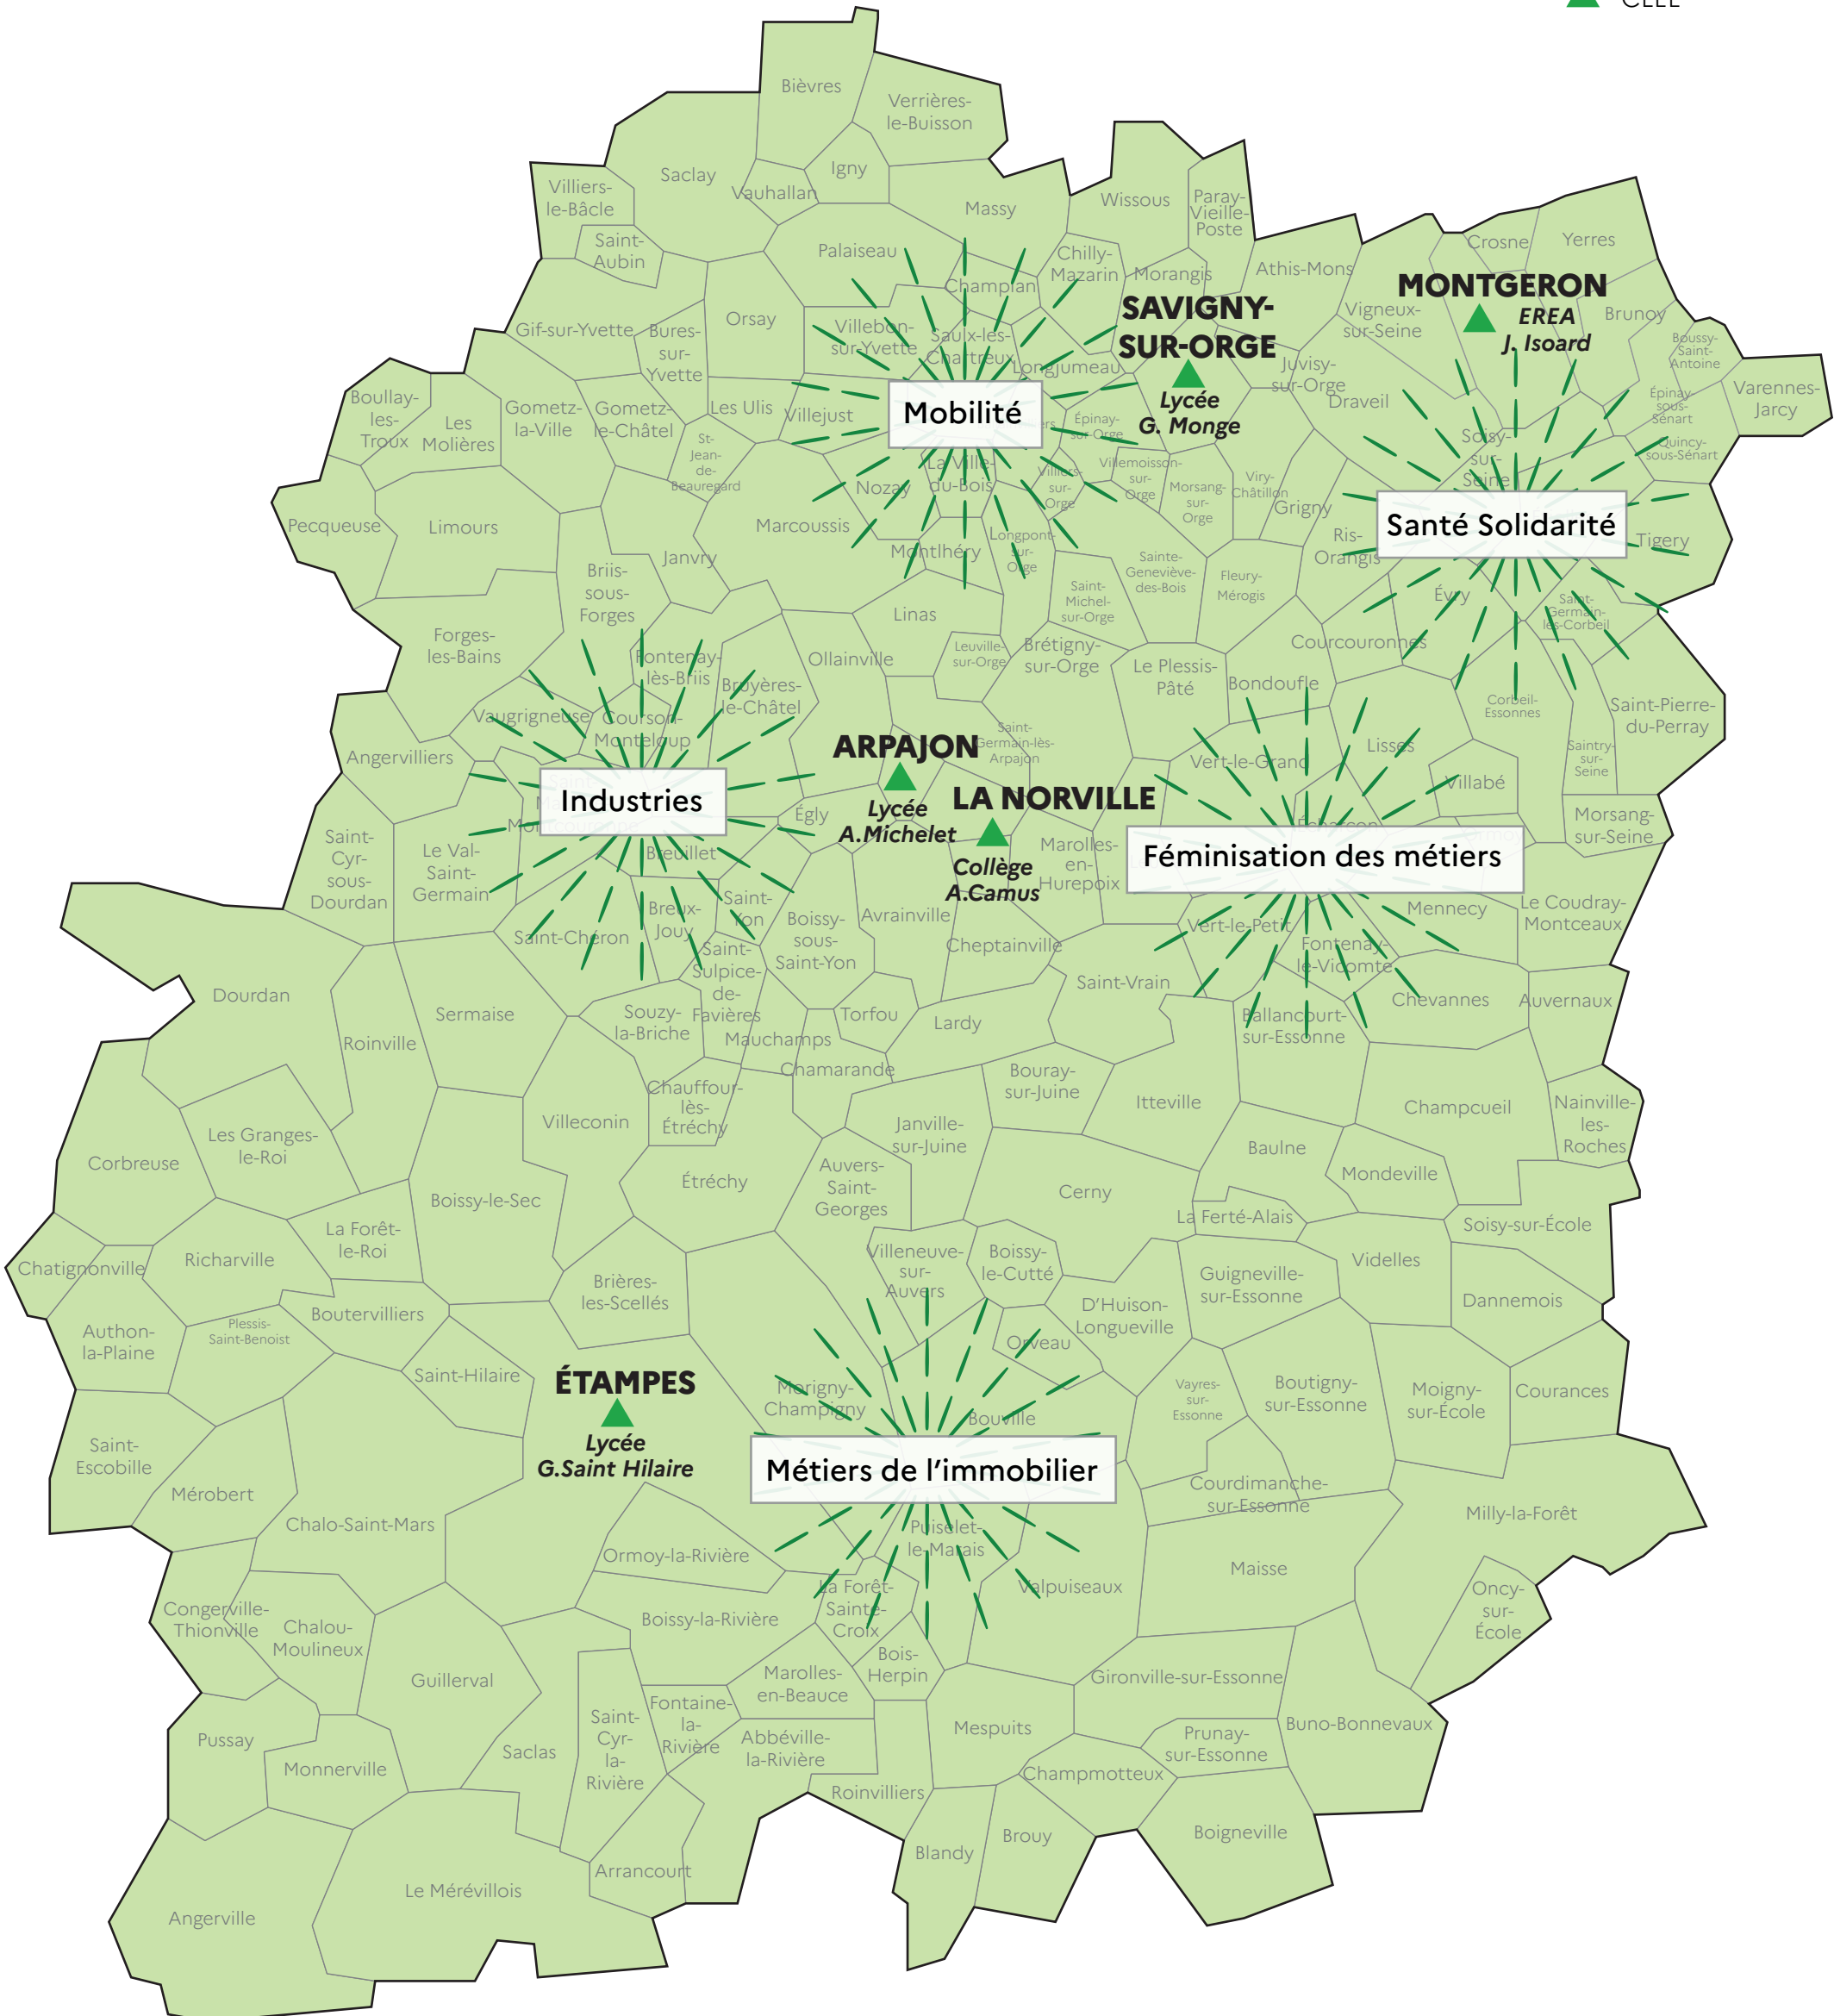 CLEE
Bièvres
Verrières-
le-Buisson
Igny
Saclay
Vauhallan
Villiers-
le-Bâcle
Massy
Wissous
Paray-
Vieille-
Poste
Saint-
Aubin
Palaiseau
Chilly-
Mazarin
Morangis
Athis-Mons
Crosne
Yerres
Champlan
MONTGERON
EREA
J. Isoard
SAVIGNY-
SUR-ORGE
Lycée
G. Monge
Vigneux-
sur-Seine
Brunoy
Boussy-
Saint-
Antoine
Gif-sur-Yvette
Bures-
sur-
Yvette
Orsay
Villebon-
sur-Yvette
Saulx-les-
Chartreux
Longjumeau
Juvisy-
sur-Orge
Draveil
Varennes-
Jarcy
Épinay-
sous-
Sénart
Quincy-
sous-Sénart
Boullay-
les-
Troux
Les
Molières
Gometz-
la-Ville
Gometz-
le-Châtel
Les Ulis
Villejust
Mobilité
Épinay-
sur-Orge
St-
Jean-
de-
Beauregard
Nozay
La Ville-
du-Bois
Villiers-
sur-
Orge
Villemoisson-
sur-
Orge
Morsang-
sur-
Orge
Viry-
Châtillon
Grigny
Soisy-
sur-
Seine
Santé Solidarité
Ris-
Orangis
Tigery
Pecqueuse
Limours
Marcoussis
Montlhéry
Longpont-
sur-
Orge
Janvry
Briis-
sous-
Forges
Sainte-
Geneviève-
des-Bois
Saint-
Michel-
sur-Orge
Fleury-
Mérogis
Évry
Saint-
Germain-
lès-Corbeil
Linas
Forges-
les-Bains
Fontenay-
lès-Briis
Ollainville
Leuville-
sur-Orge
Brétigny-
sur-Orge
Courcouronnes
Le Plessis-
Pâté
Bondoufle
Bruyères-
le-Châtel
Vaugrigneuse
Courson-
Monteloup
Corbeil-
Essonnes
Saint-Pierre-
du-Perray
Angervilliers
ARPAJON
Lycée
A.Michelet
Saint-
Germain-lès-
Arpajon
Vert-le-Grand
Lisses
Saintry-
sur-
Seine
Villabé
Industries
LA NORVILLE
Collège
A.Camus
Égly
Morsang-
sur-Seine
Saint-
Cyr-
sous-
Dourdan
Le Val-
Saint-
Germain
Breuillet
Marolles-
en-
Hurepoix
Féminisation des métiers
Breux-
Jouy
Saint-
Yon
Boissy-
sous-
Saint-Yon
Avrainville
Cheptainville
Vert-le-Petit
Mennecy
Le Coudray-
Montceaux
Saint-Chéron
Saint-
Sulpice-
de-
Favières
Fontenay-
le-Vicomte
Saint-Vrain
Dourdan
Chevannes
Auvernaux
Sermaise
Souzy-
la-Briche
Torfou
Lardy
Ballancourt-
sur-Essonne
Roinville
Mauchamps
Chamarande
Bouray-
sur-Juine
Chauffour-
lès-
Étréchy
Itteville
Champcueil
Nainville-
les-
Roches
Villeconin
Janville-
sur-Juine
Les Granges-
le-Roi
Corbreuse
Baulne
Mondeville
Étréchy
Auvers-
Saint-
Georges
Cerny
Boissy-le-Sec
La Ferté-Alais
Soisy-sur-École
La Forêt-
le-Roi
Richarville
Chatignonville
Villeneuve-
sur-
Auvers
Boissy-
le-Cutté
Videlles
Guigneville-
sur-Essonne
Brières-
les-Scellés
Dannemois
Boutervilliers
D'Huison-
Longueville
Plessis-
Saint-Benoist
Authon-
la-Plaine
Orveau
Saint-Hilaire
ÉTAMPES
Lycée
G.Saint Hilaire
Morigny-
Champigny
Bouville
Vayres-
sur-
Essonne
Boutigny-
sur-Essonne
Moigny-
sur-École
Courances
Saint-
Escobille
Mérobert
Métiers de l'immobilier
Courdimanche-
sur-Essonne
Milly-la-Forêt
Chalo-Saint-Mars
Puiselet-
le-Marais
Ormoy-la-Rivière
Maisse
Valpuiseaux
La Forêt-
Sainte-
Croix
Oncy-
sur-
École
Congerville-
Thionville
Chalou-
Moulineux
Boissy-la-Rivière
Bois-
Herpin
Guillerval
Marolles-
en-Beauce
Gironville-sur-Essonne
Saint-
Cyr-
la-
Rivière
Fontaine-
la-
Rivière
Mespuits
Buno-Bonnevaux
Pussay
Saclas
Abbéville-
la-Rivière
Prunay-
sur-Essonne
Monnerville
Champmotteux
Roinvilliers
Boigneville
Brouy
Blandy
Arrancourt
Le Mérévillois
Angerville